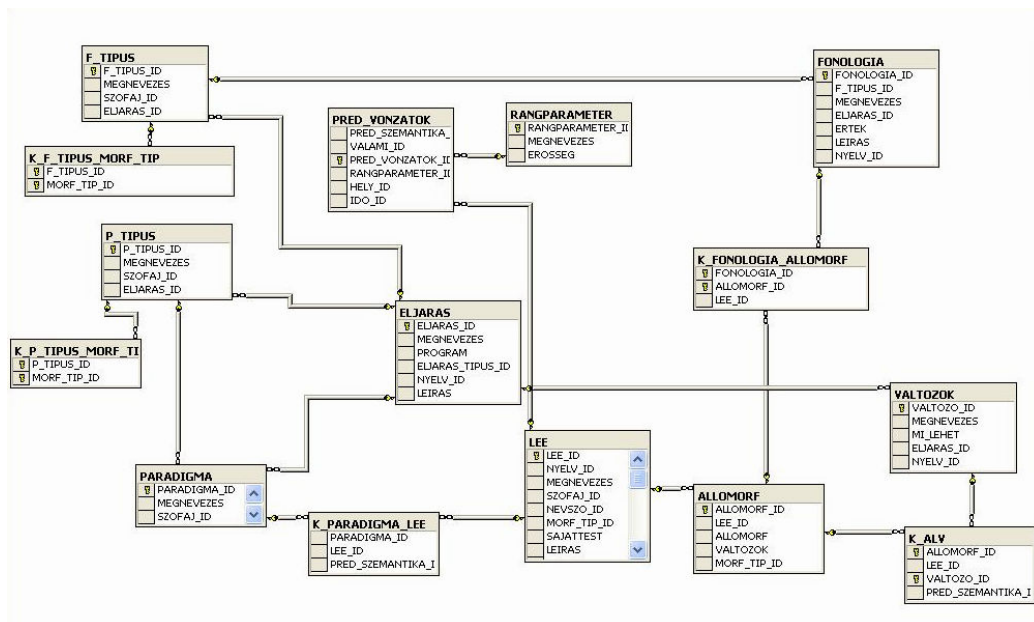 F_TIPUS
F_TIPUS_ID
MEGNEVEZES
SZOFAJ_ID
ELJARAS_ID
FONOLOGIA
FONOLOGIA_ID
F_TIPUS_ID
MEGNEVEZES
ELJARAS_ID
ERTEK
LEIRAS
NYELV_ID
PRED_VONZATOK
PRED_SZEMANTIKA_
VALAMI_ID
PRED_VONZATOK_II
RANGPARAMETER_II
HELY_ID
IDO_ID
RANGPARAMETER
RANGPARAMETER_II
MEGNEVEZES
EROSSEG
K_F_TIPUS_MORF_TIP
F_TIPUS_ID
MORF_TIP_ID
P_TIPUS
P_TIPUS_ID
MEGNEVEZES
SZOFAJ_ID
ELJARAS_ID
K_FONOLOGIA_ALLOMORF
FONOLOGIA_ID
ALLOMORF_ID
LEE_ID
ELJARAS
ELJARAS_ID
MEGNEVEZES
PROGRAM
ELJARAS_TIPUS_ID
NYELV_ID
LEIRAS
K_P_TIPUS_MORF_TI
P_TIPUS_ID
MORF_TIP_ID
VALTOZOK
VALTOZO_ID
MEGNEVEZES
MI_LEHET
ELJARAS_ID
NYELV_ID
LEE
LEE_ID
NYELV_ID
MEGNEVEZES
SZOFAJ_ID
NEVSZO_ID
MORF_TIP_ID
SAJATTEST
LEIRAS
PARADIGMA
PARADIGMA_ID
MEGNEVEZES
SZOFAJ_ID
ALLOMORF
ALLOMORF_ID
LEE_ID
ALLOMORF
VALTOZOK
MORF_TIP_ID
K_PARADIGMA_LEE
PARADIGMA_ID
LEE_ID
PRED_SZEMANTIKA_I
K_ALV
ALLOMORF_ID
LEE_ID
VALTOZO_ID
PRED_SZEMANTIKA_I